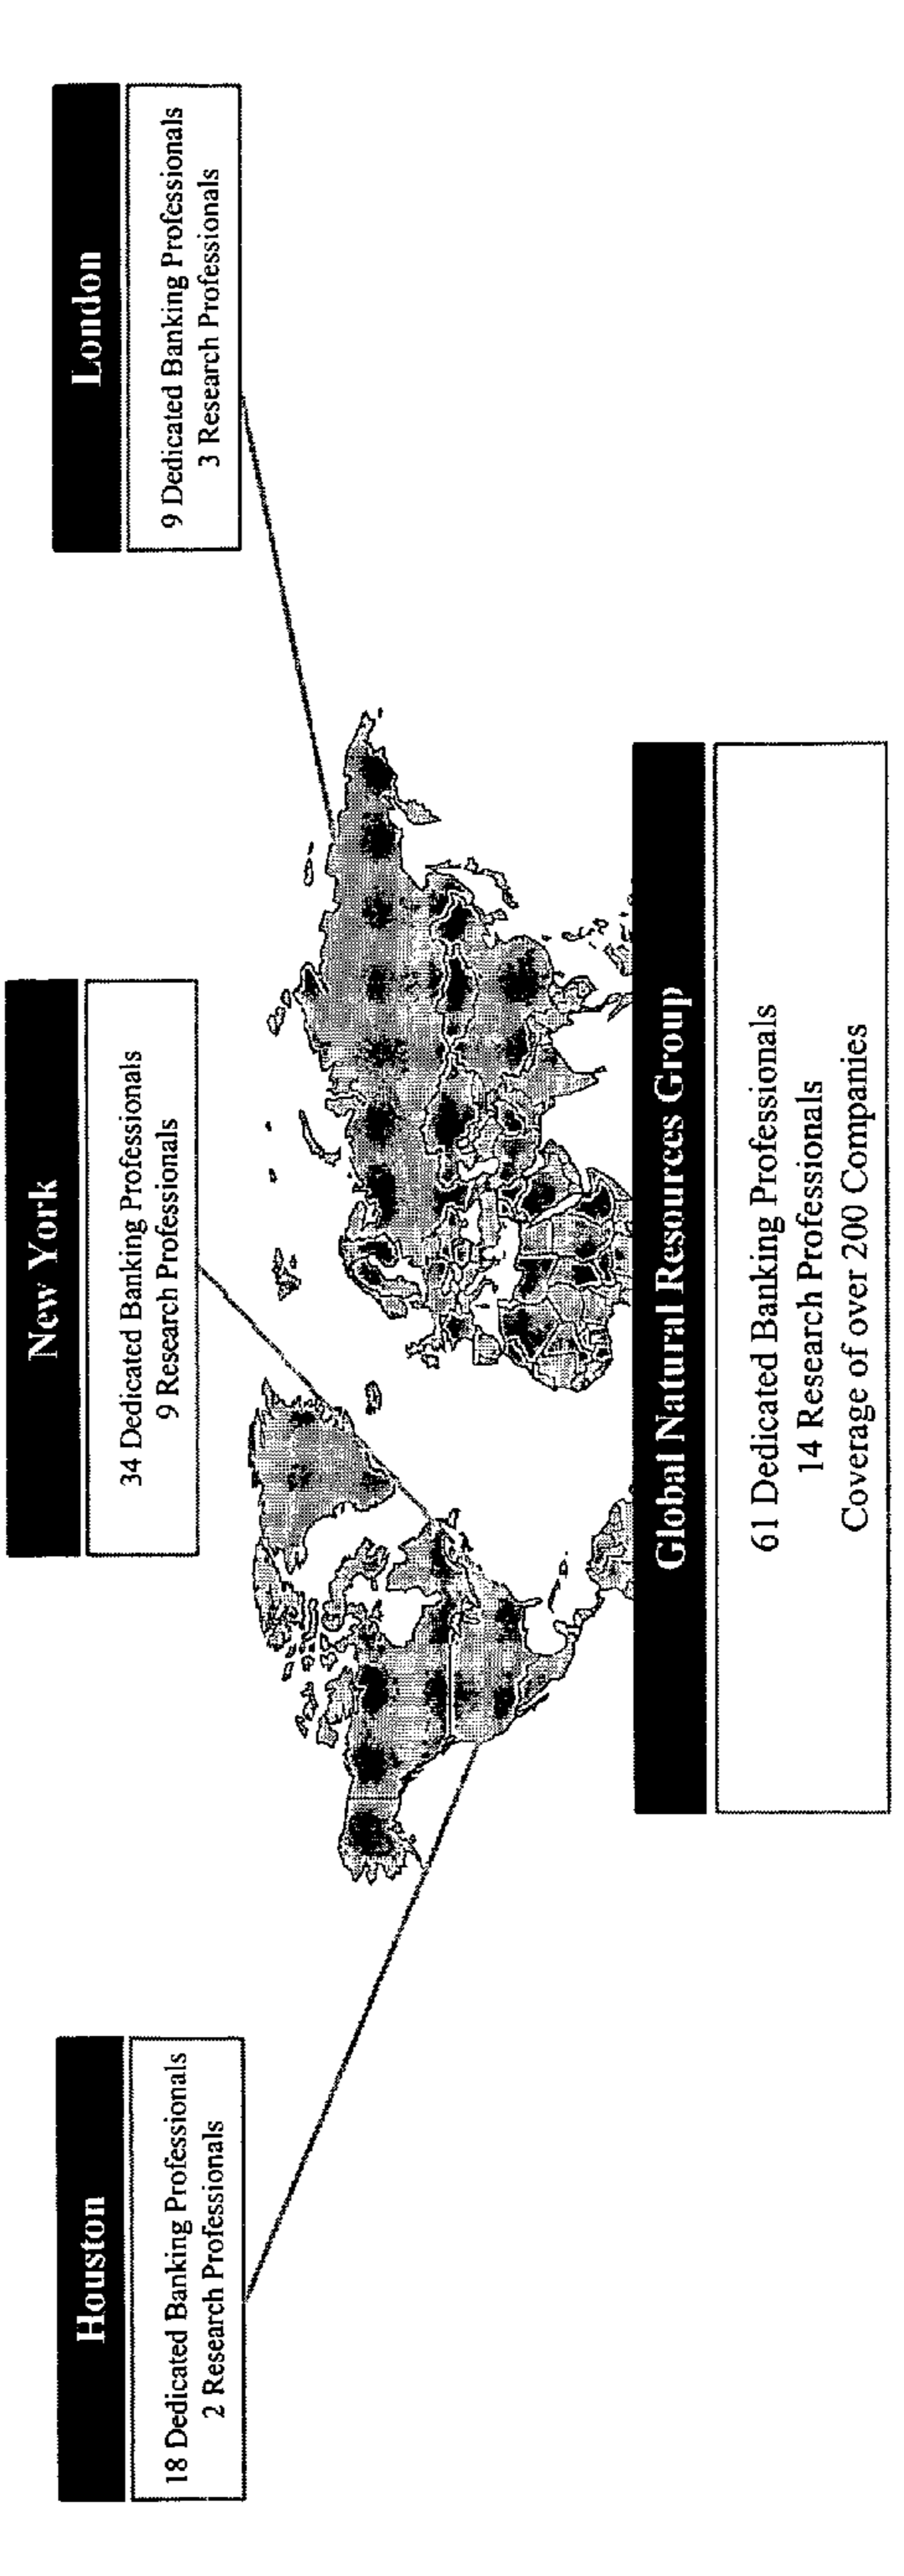 Houston
18 Dedicated Banking Professionals
2 Research Professionals
New York
34 Dedicated Banking Professionals
9 Research Professionals
London
9 Dedicated Banking Professionals
3 Research Professionals
Global Natural Resources Group
61 Dedicated Banking Professionals
14 Research Professionals
Coverage of over 200 Companies